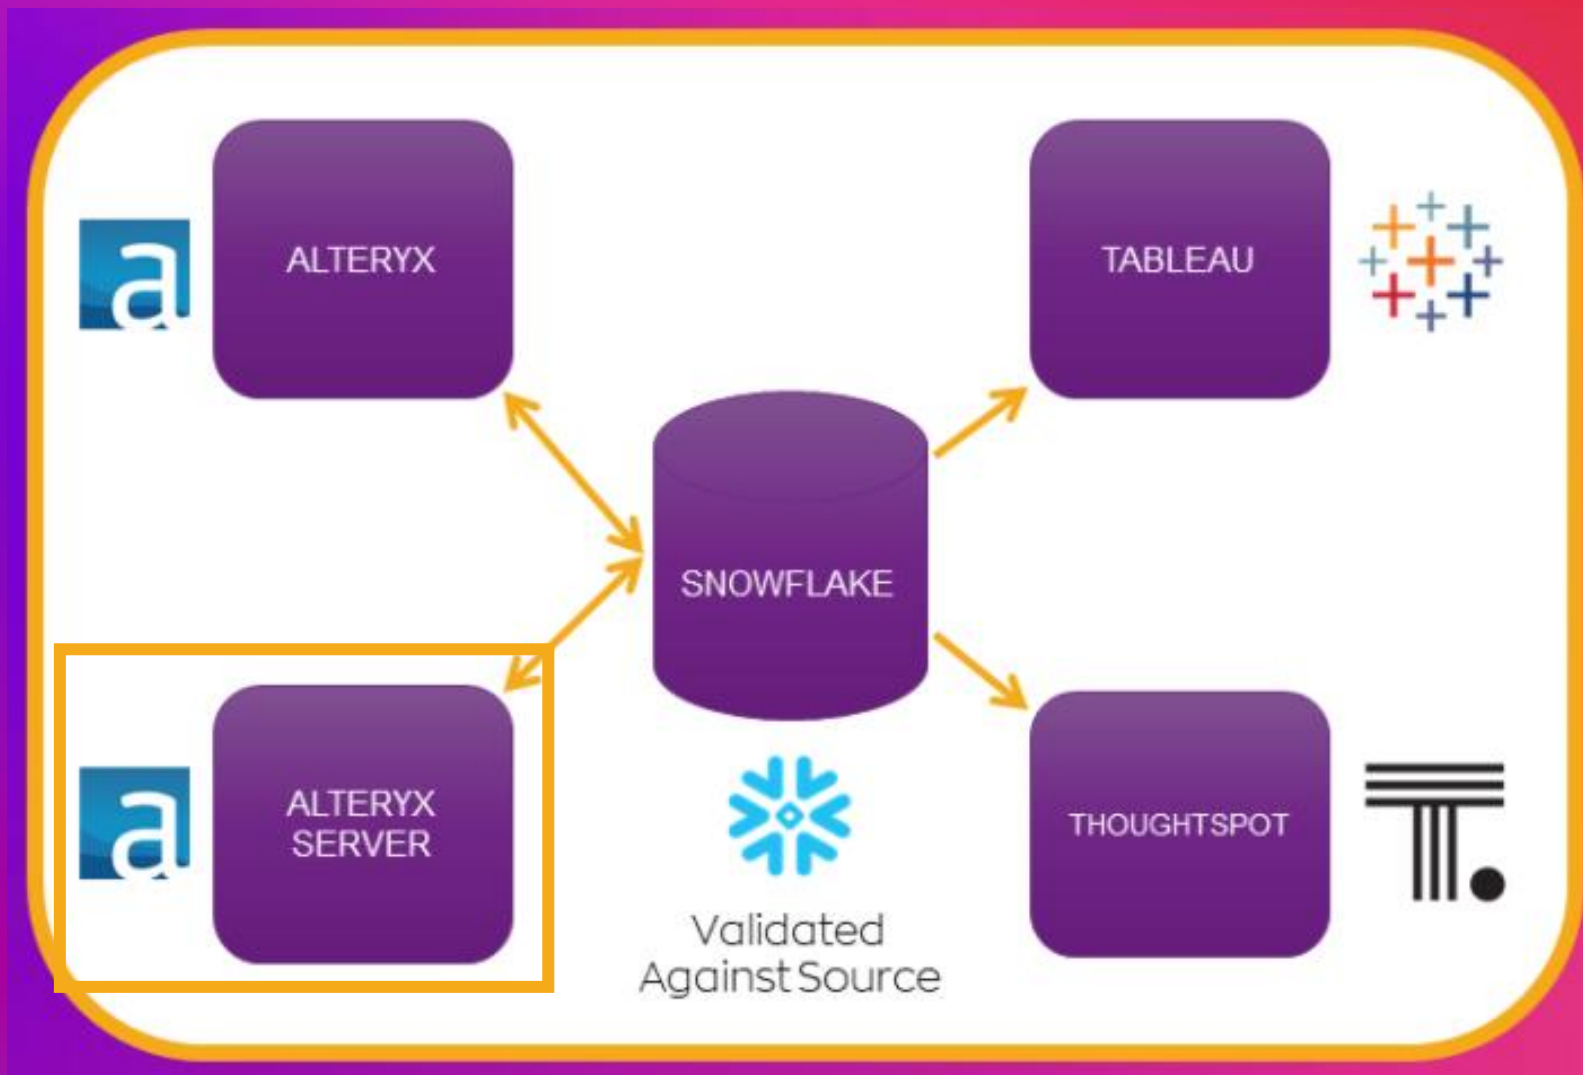 ALTERYX
TABLEAU
SNOWFLAKE
ALTERYX
SERVER
THOUGHTSPOT
Validated
Against Source